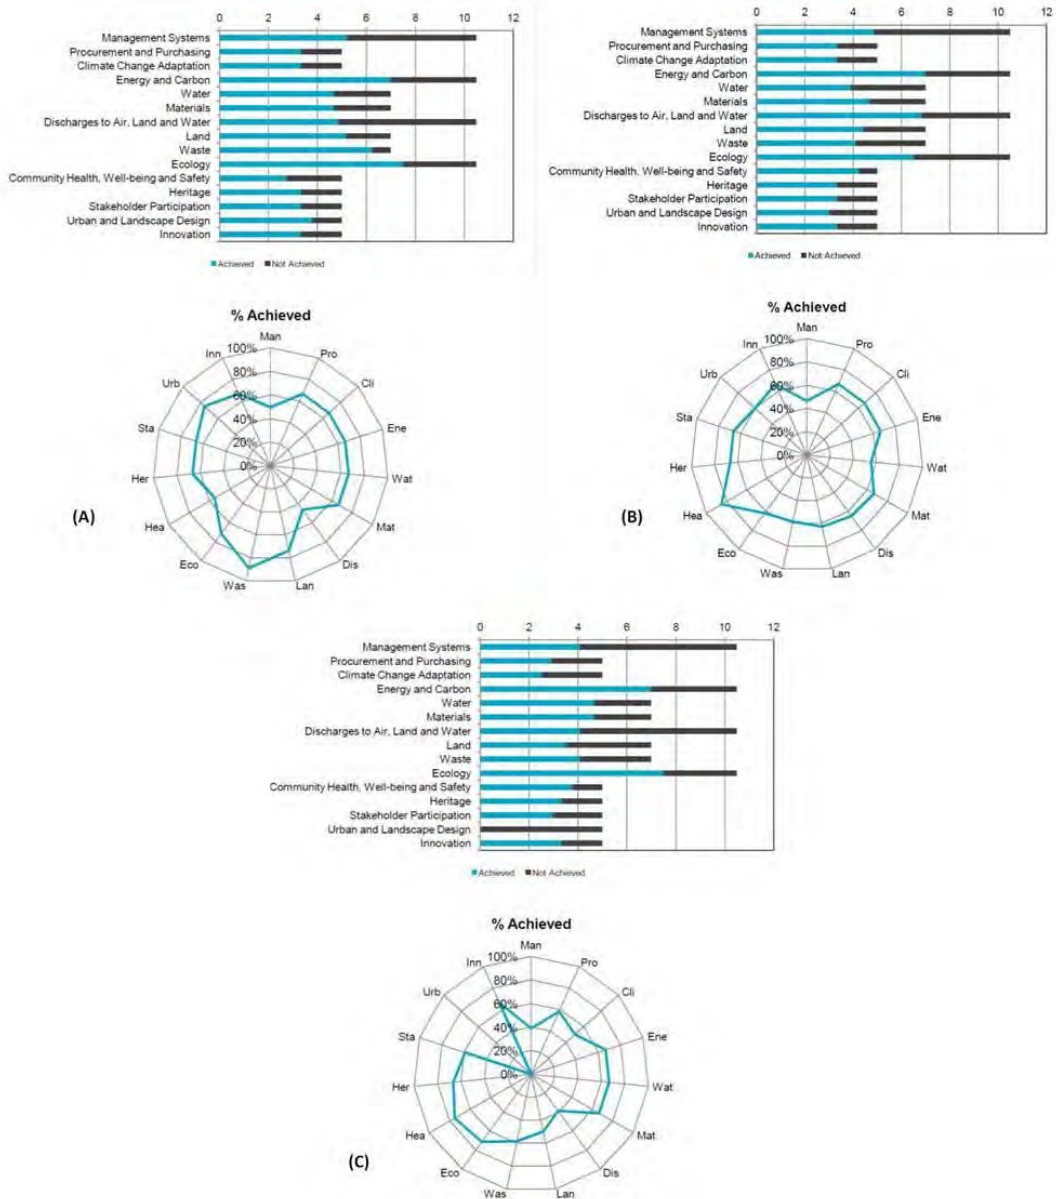 0 2 4 6 8 10 12
Management Systems
Procurement and Purchasing
Climate Change Adaptation
Energy and Carbon
Water
Materials
Discharges to Air, Land and Water
Land
Waste
Ecology
Community Health, Well-being and Safety
Heritage
Stakeholder Participation
Urban and Landscape Design
Innovation
Achieved Not Achieved
0 2 4 6 8 10 12
Management Systems
Procurement and Purchasing
Climate Change Adaptation
Energy and Carbon
Water
Materials
Discharges to Air, Land and Water
Land
Waste
Ecology
Community Health, Well-being and Safety
Heritage
Stakeholder Participation
Urban and Landscape Design
Innovation
Achieved Not Achieved
% Achieved
Man
Pro
Cli
Ene
Wat
Mat
Dis
Lan
Was
Eco
Hea
Her
Sta
Urb
Inn
100%
80%
60%
40%
20%
0%
(A)
% Achieved
Man
Pro
Cli
Ene
Wat
Mat
Dis
Lan
Was
Eco
Hea
Her
Sta
Urb
Inn
100%
80%
60%
40%
20%
0%
(B)
0 2 4 6 8 10 12
Management Systems
Procurement and Purchasing
Climate Change Adaptation
Energy and Carbon
Water
Materials
Discharges to Air, Land and Water
Land
Waste
Ecology
Community Health, Well-being and Safety
Heritage
Stakeholder Participation
Urban and Landscape Design
Innovation
Achieved Not Achieved
% Achieved
Man
Pro
Cli
Ene
Wat
Mat
Dis
Lan
Was
Eco
Hea
Her
Sta
Urb
Inn
100%
80%
60%
40%
20%
0%
(C)